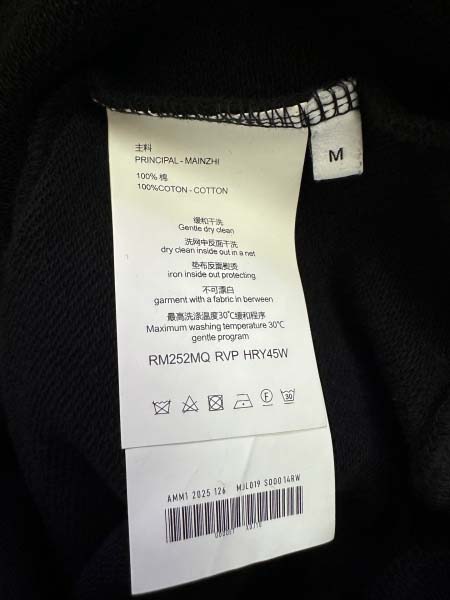 主料
PRINCIPAL - MAINZHI
100% 棉
100%COTON - COTTON
M
缓和干洗
Gentle dry clean
洗网中反面干洗
dry clean inside out in a net
垫布反面熨烫
iron inside out protecting
不可漂白
garment with a fabric in berween
最高洗涤温度30℃缓和程序
Maximum washing temperature 30℃
gentle program
RM252MQ RVP HRY45W
F
30
AMM1 2025 126 MJL019 S00014RW